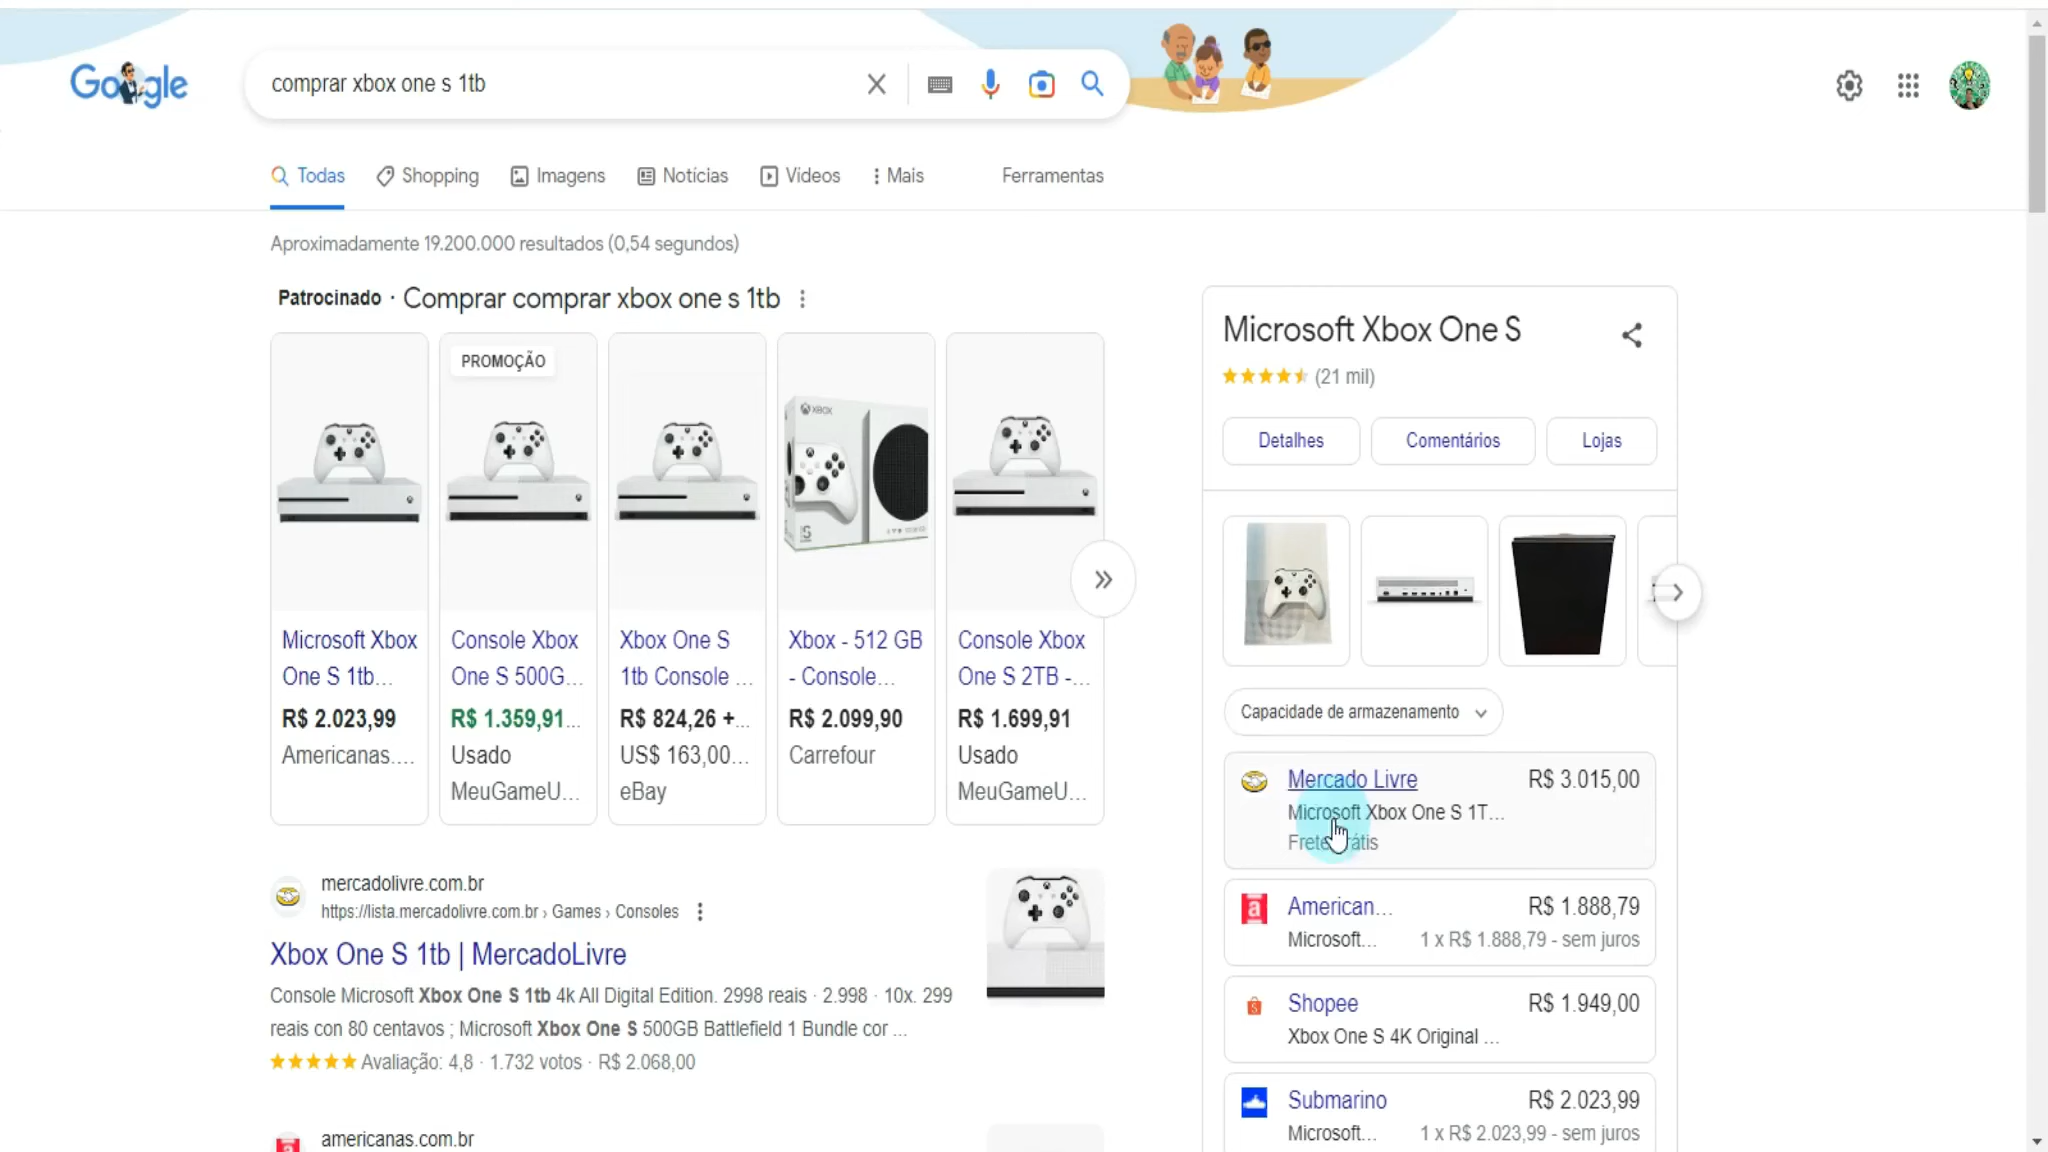 Google
comprar xbox one s 1tb
Todas
Shopping
Imagens
Notícias
Vídeos
Mais
Ferramentas
Aproximadamente 19.200.000 resultados (0,54 segundos)
Patrocinado · Comprar comprar xbox one s 1tb
PROMOÇÃO
XBOX
S
Microsoft Xbox
One S 1tb...
R$ 2.023,99
Americanas....
Console Xbox
One S 500G...
R$ 1.359,91...
Usado
MeuGameU...
Xbox One S
1tb Console ...
R$ 824,26 +...
US$ 163,00...
eBay
Xbox - 512 GB
- Console...
R$ 2.099,90
Carrefour
Console Xbox
One S 2TB -...
R$ 1.699,91
Usado
MeuGameU...
mercadolivre.com.br
https://lista.mercadolivre.com.br › Games › Consoles
Xbox One S 1tb | MercadoLivre
Console Microsoft Xbox One S 1tb 4k All Digital Edition. 2998 reais · 2.998 · 10x. 299
reais con 80 centavos ; Microsoft Xbox One S 500GB Battlefield 1 Bundle cor ...
Avaliação: 4,8 · 1.732 votos · R$ 2.068,00
americanas.com.br
Microsoft Xbox One S
(21 mil)
Detalhes
Comentários
Lojas
Capacidade de armazenamento
Mercado Livre R$ 3.015,00
Microsoft Xbox One S 1T...
Frete grátis
American... R$ 1.888,79
Microsoft... 1 x R$ 1.888,79 - sem juros
Shopee R$ 1.949,00
Xbox One S 4K Original ...
Submarino R$ 2.023,99
Microsoft... 1 x R$ 2.023,99 - sem juros